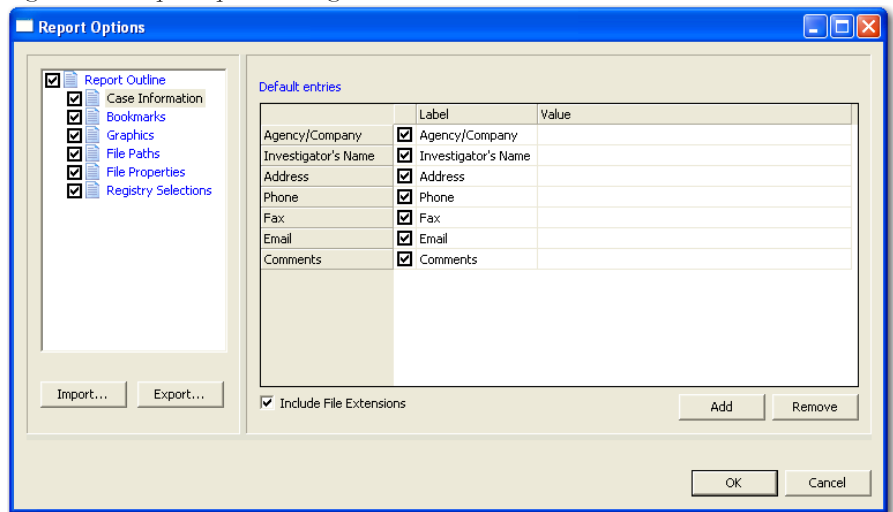 Report Options
Report Outline
Case Information
Bookmarks
Graphics
File Paths
File Properties
Registry Selections
Import...
Export...
Default entries
Label Value
Agency/Company Agency/Company
Investigator's Name Investigator's Name
Address Address
Phone Phone
Fax Fax
Email Email
Comments Comments
Include File Extensions
Add
Remove
OK
Cancel